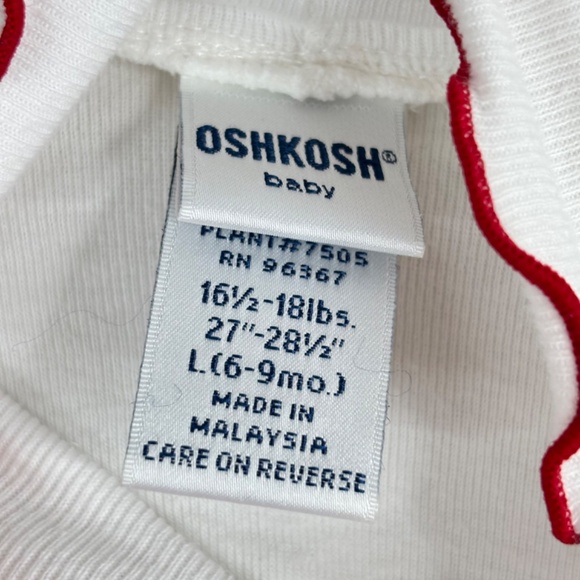 OSHKOSH®
baby
PLANT#7505
RN 96367
16½-18lbs.
27"-28½"
L(6-9mo.)
MADE IN
MALAYSIA
CARE ON REVERSE